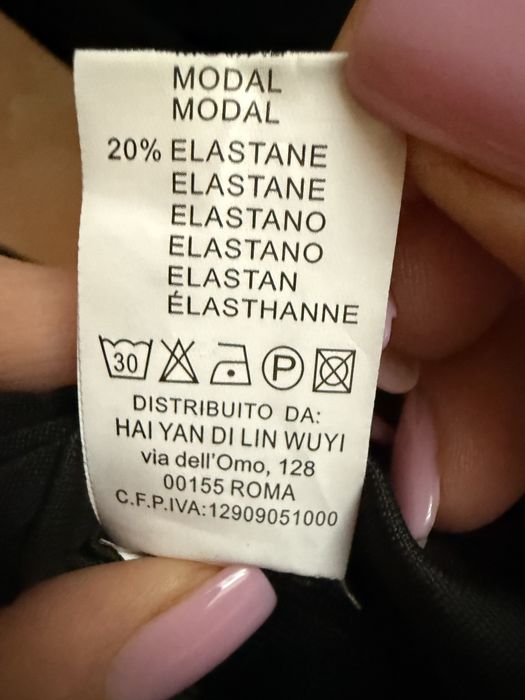 MODAL
MODAL
20% ELASTANE
ELASTANE
ELASTANO
ELASTANO
ELASTAN
ÉLASTHANNE
30 P
DISTRIBUITO DA:
HAI YAN DI LIN WUYI
via dell'Omo, 128
00155 ROMA
C.F.P.IVA:12909051000